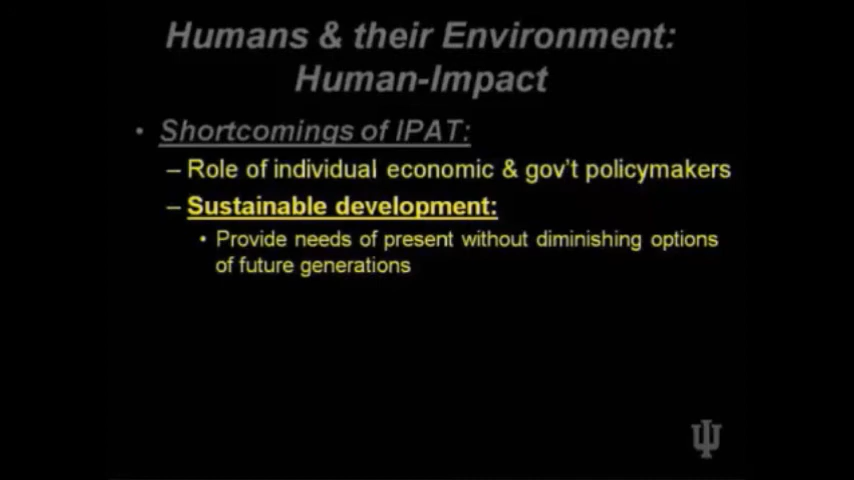 Humans & their Environment:
Human-Impact
• Shortcomings of IPAT:
– Role of individual economic & gov't policymakers
– Sustainable development:
• Provide needs of present without diminishing options
of future generations